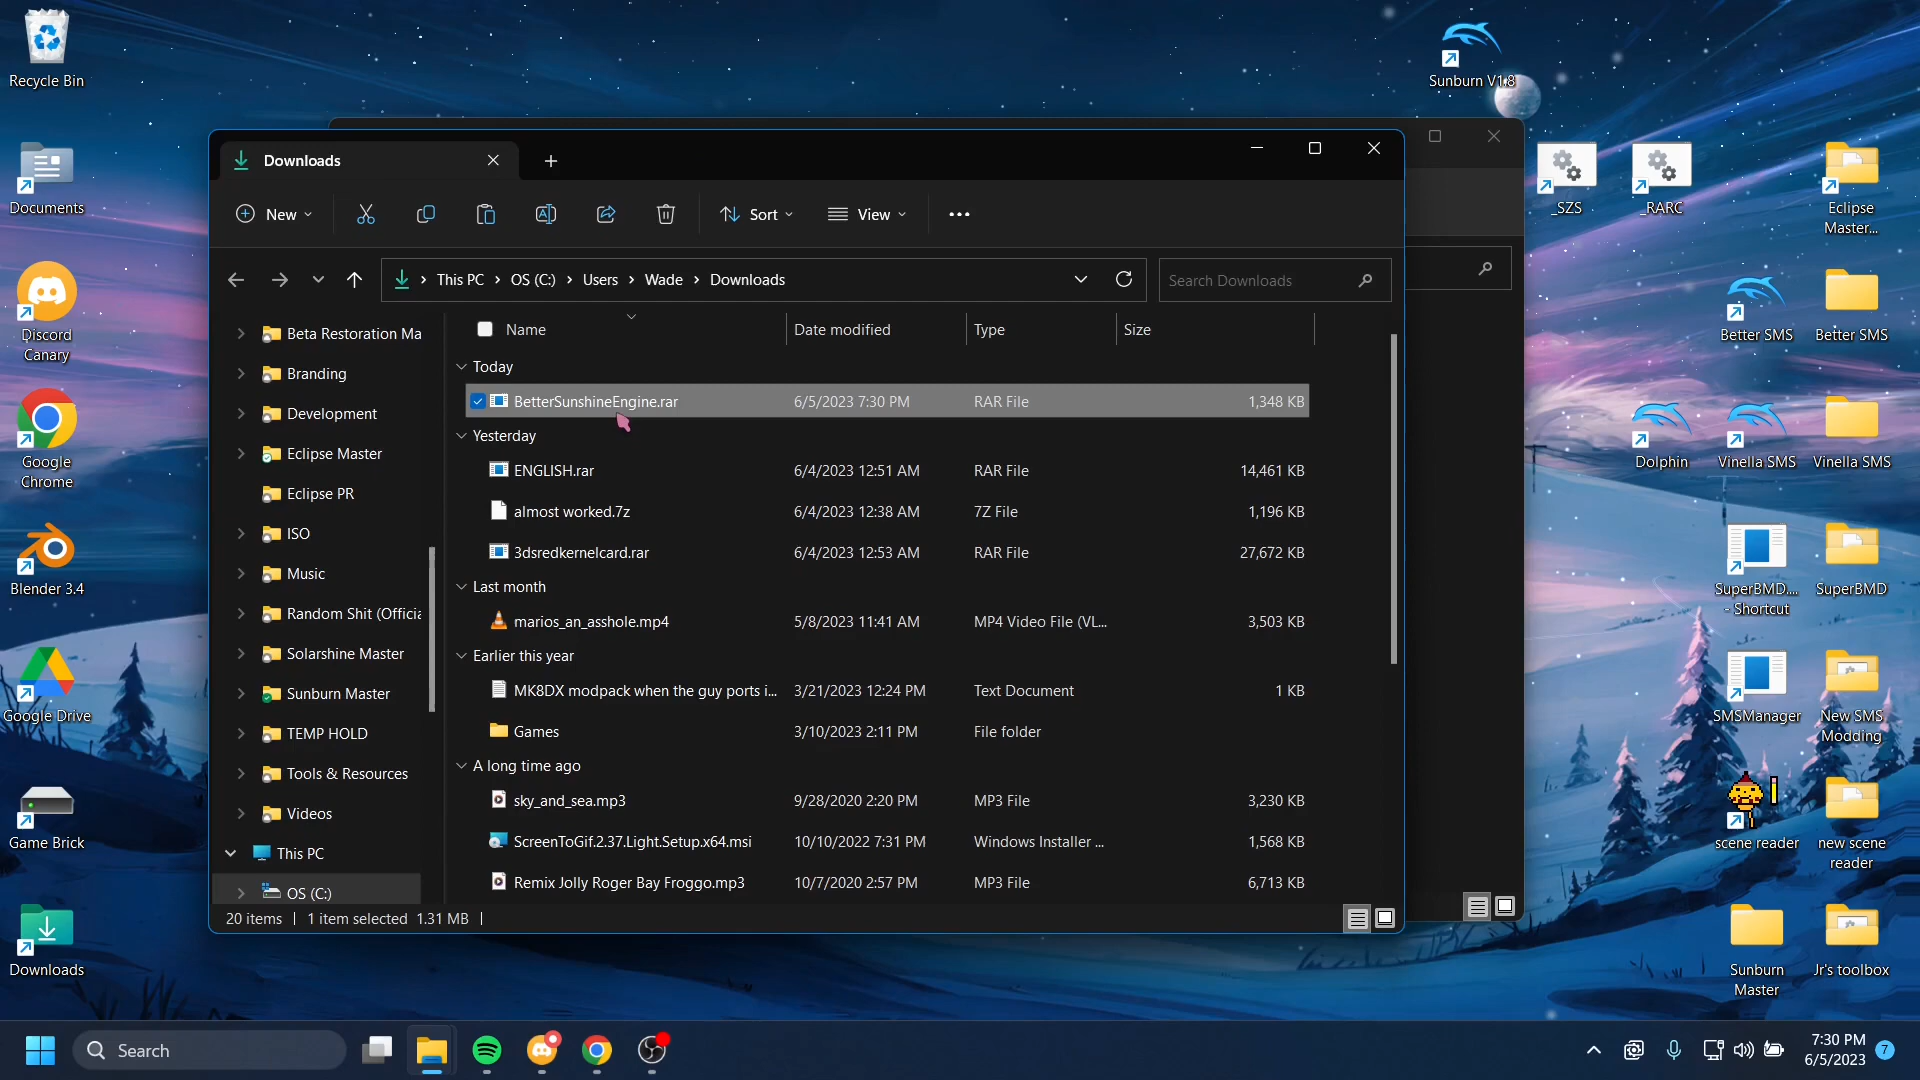 Recycle Bin
Documents
Discord
Canary
Google
Chrome
Blender 3.4
Google Drive
Game Brick
Downloads
Downloads
New
Sort
View
This PC
OS (C:)
Users
Wade
Downloads
Search Downloads
Beta Restoration Ma
Branding
Development
Eclipse Master
Eclipse PR
ISO
Music
Random Shit (Officia
Solarshine Master
Sunburn Master
TEMP HOLD
Tools & Resources
Videos
This PC
OS (C:)
Name Date modified Type Size
Today
BetterSunshineEngine.rar 6/5/2023 7:30 PM RAR File 1,348 KB
Yesterday
ENGLISH.rar 6/4/2023 12:51 AM RAR File 14,461 KB
almost worked.7z 6/4/2023 12:38 AM 7Z File 1,196 KB
3dsredkernelcard.rar 6/4/2023 12:53 AM RAR File 27,672 KB
Last month
marios_an_asshole.mp4 5/8/2023 11:41 AM MP4 Video File (VL... 3,503 KB
Earlier this year
MK8DX modpack when the guy ports i... 3/21/2023 12:24 PM Text Document 1 KB
Games 3/10/2023 2:11 PM File folder
A long time ago
sky_and_sea.mp3 9/28/2020 2:20 PM MP3 File 3,230 KB
ScreenToGif.2.37.Light.Setup.x64.msi 10/10/2022 7:31 PM Windows Installer ... 1,568 KB
Remix Jolly Roger Bay Froggo.mp3 10/7/2020 2:57 PM MP3 File 6,713 KB
20 items 1 item selected 1.31 MB
Sunburn V1.8
_SZS
_RARC
Eclipse
Master...
Better SMS
Better SMS
Dolphin
Vinella SMS
Vinella SMS
SuperBMD....
- Shortcut
SuperBMD
SMSManager
New SMS
Modding
scene reader
new scene
reader
Sunburn
Master
Jr's toolbox
Search
7:30 PM
6/5/2023
7